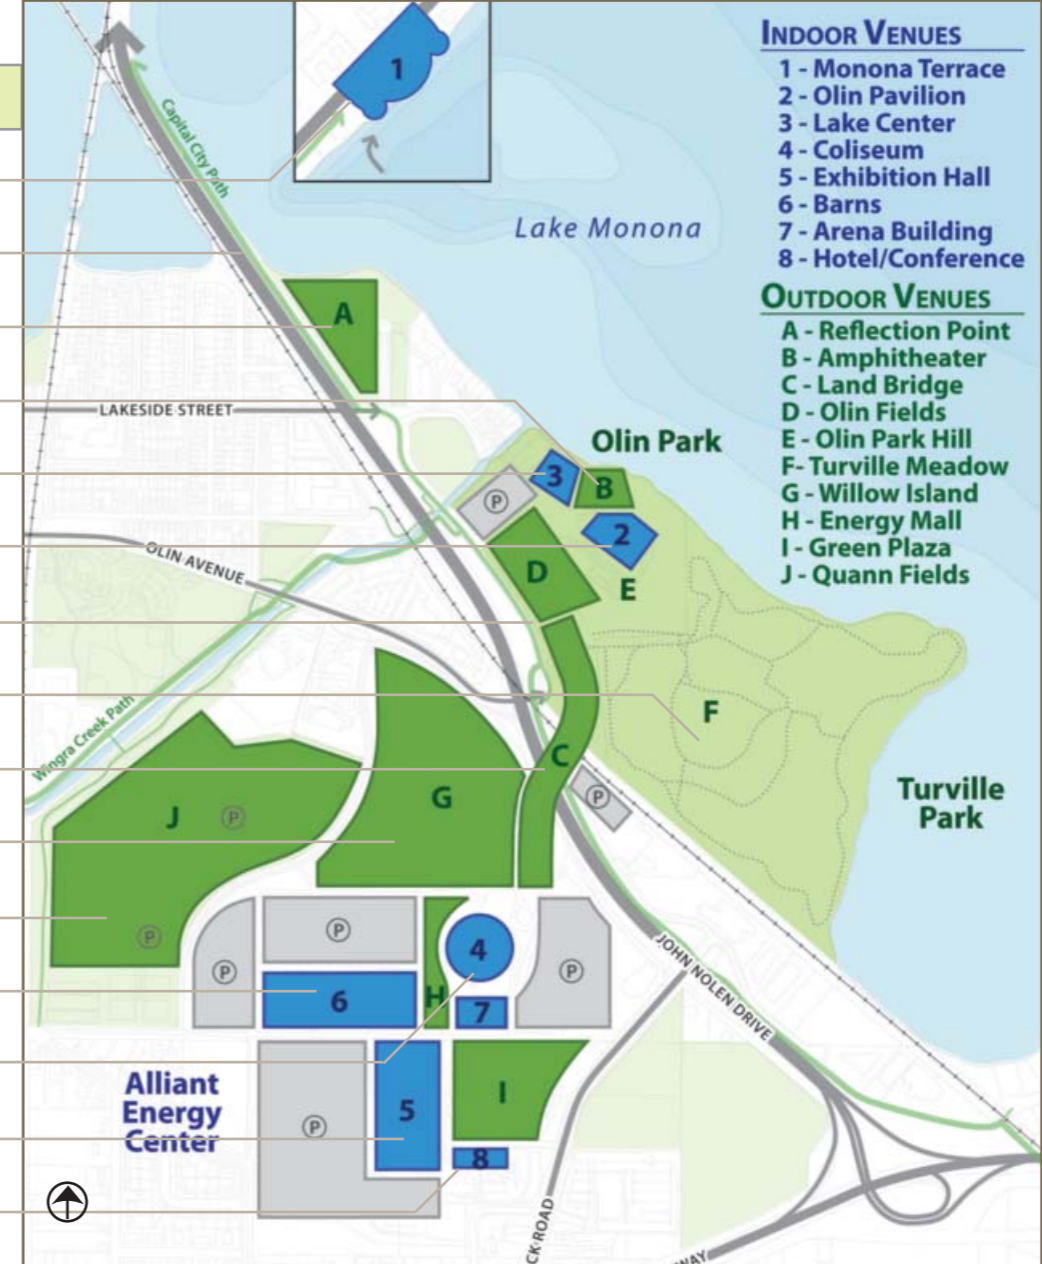 INDOOR VENUES
1 - Monona Terrace
2 - Olin Pavilion
3 - Lake Center
4 - Coliseum
5 - Exhibition Hall
6 - Barns
7 - Arena Building
8 - Hotel/Conference
OUTDOOR VENUES
A - Reflection Point
B - Amphitheater
C - Land Bridge
D - Olin Fields
E - Olin Park Hill
F- Turville Meadow
G - Willow Island
H - Energy Mall
I - Green Plaza
J - Quann Fields
1
Capital City Path
Lake Monona
A
LAKESIDE STREET
Olin Park
3
B
P
2
OLIN AVENUE
D
E
F
Wingra Creek Path
C
G
P
J
P
Turville
Park
P
P
P
4
P
6
H
7
JOHN NOLEN DRIVE
Alliant
Energy
Center
P
5
I
8
CK ROAD
WAY